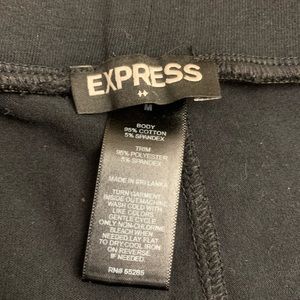 EXPRESS
M
BODY
95% COTTON
5% SPANDEX
TRIM
95% POLYESTER
5% SPANDEX
MADE IN SRI LANKA
TURN GARMENT
INSIDE OUT MACHINE
WASH COLD WITH
LIKE COLORS
GENTLE CYCLE
ONLY NON-CHLORINE
BLEACH WHEN
NEEDED LAY FLAT
TO DRY COOL IRON
ON REVERSE
IF NEEDED
RN# 55285